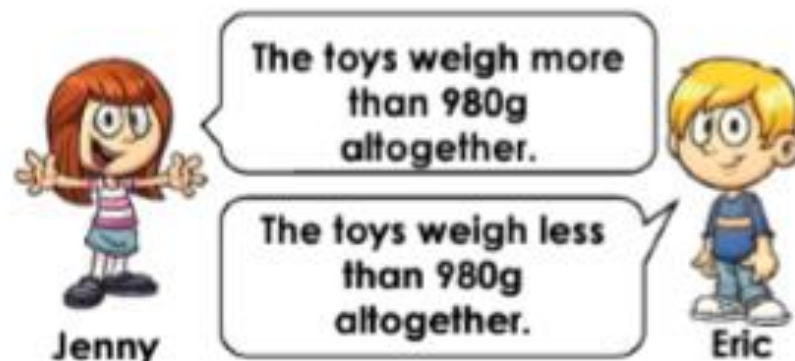 The toys weigh more
than 980g
altogether.
The toys weigh less
than 980g
altogether.
Jenny
Eric